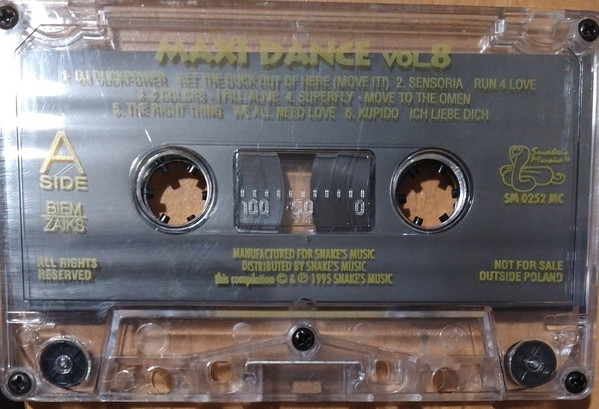 MAXI DANCE VOL.8
1- DJ DUCKPOWER GET THE DUCK OUT OF HERE (MOVE IT!) 2. SENSORIA RUN 4 LOVE
3. 2 COLORS - I STILL ALIVE 4. SUPERFLY - MOVE TO THE OMEN
5. THE RIGHT THING WE ALL NEED LOVE 6. KUPIDO ICH LIEBE DICH
A
SIDE
BIEM
ZAIKS
ALL RIGHTS
RESERVED
100 50 0
Snake's
Music
SM 0252 MC
MANUFACTURED FOR SNAKE'S MUSIC
DISTRIBUTED BY SNAKE'S MUSIC
this compilation © & ℗ 1995 SNAKE'S MUSIC
NOT FOR SALE
OUTSIDE POLAND